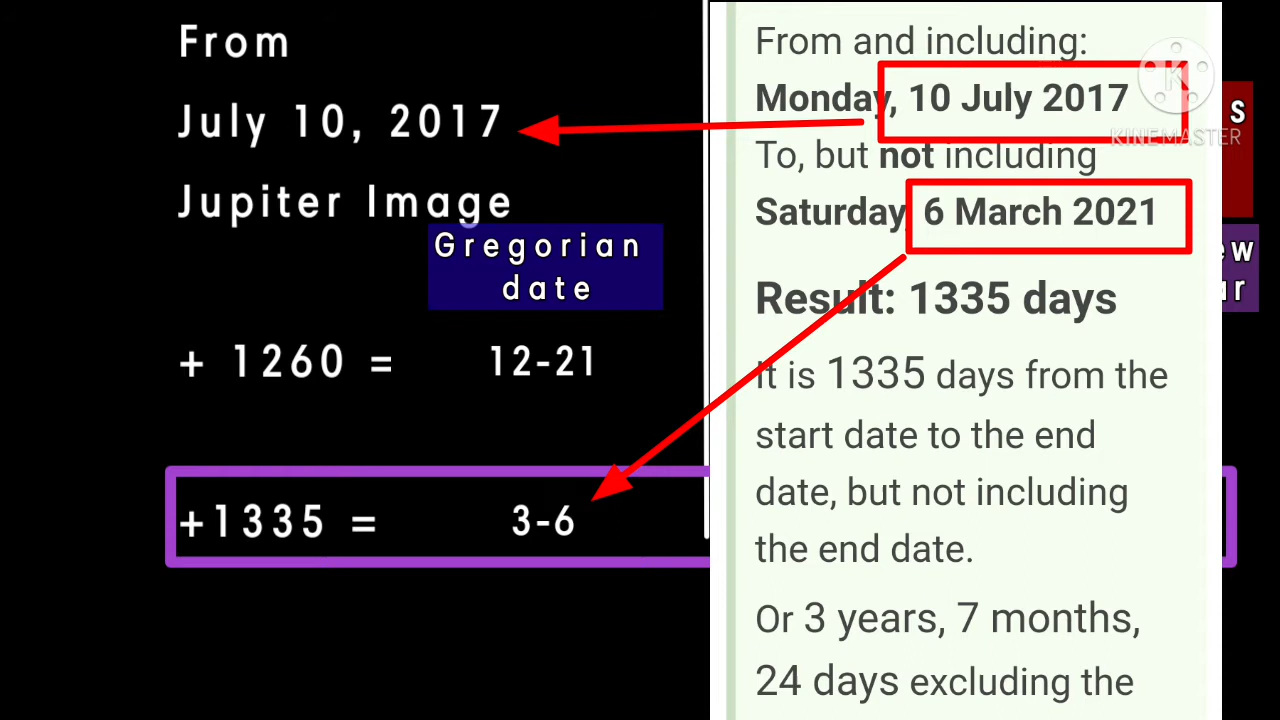 From
July 10, 2017
Jupiter Image
Gregorian
date
+ 1260 = 12-21
+1335 = 3-6
From and including:
Monday, 10 July 2017
To, but not including
Saturday, 6 March 2021
Result: 1335 days
It is 1335 days from the
start date to the end
date, but not including
the end date.
Or 3 years, 7 months,
24 days excluding the
KINEMASTER
S
ew
ar